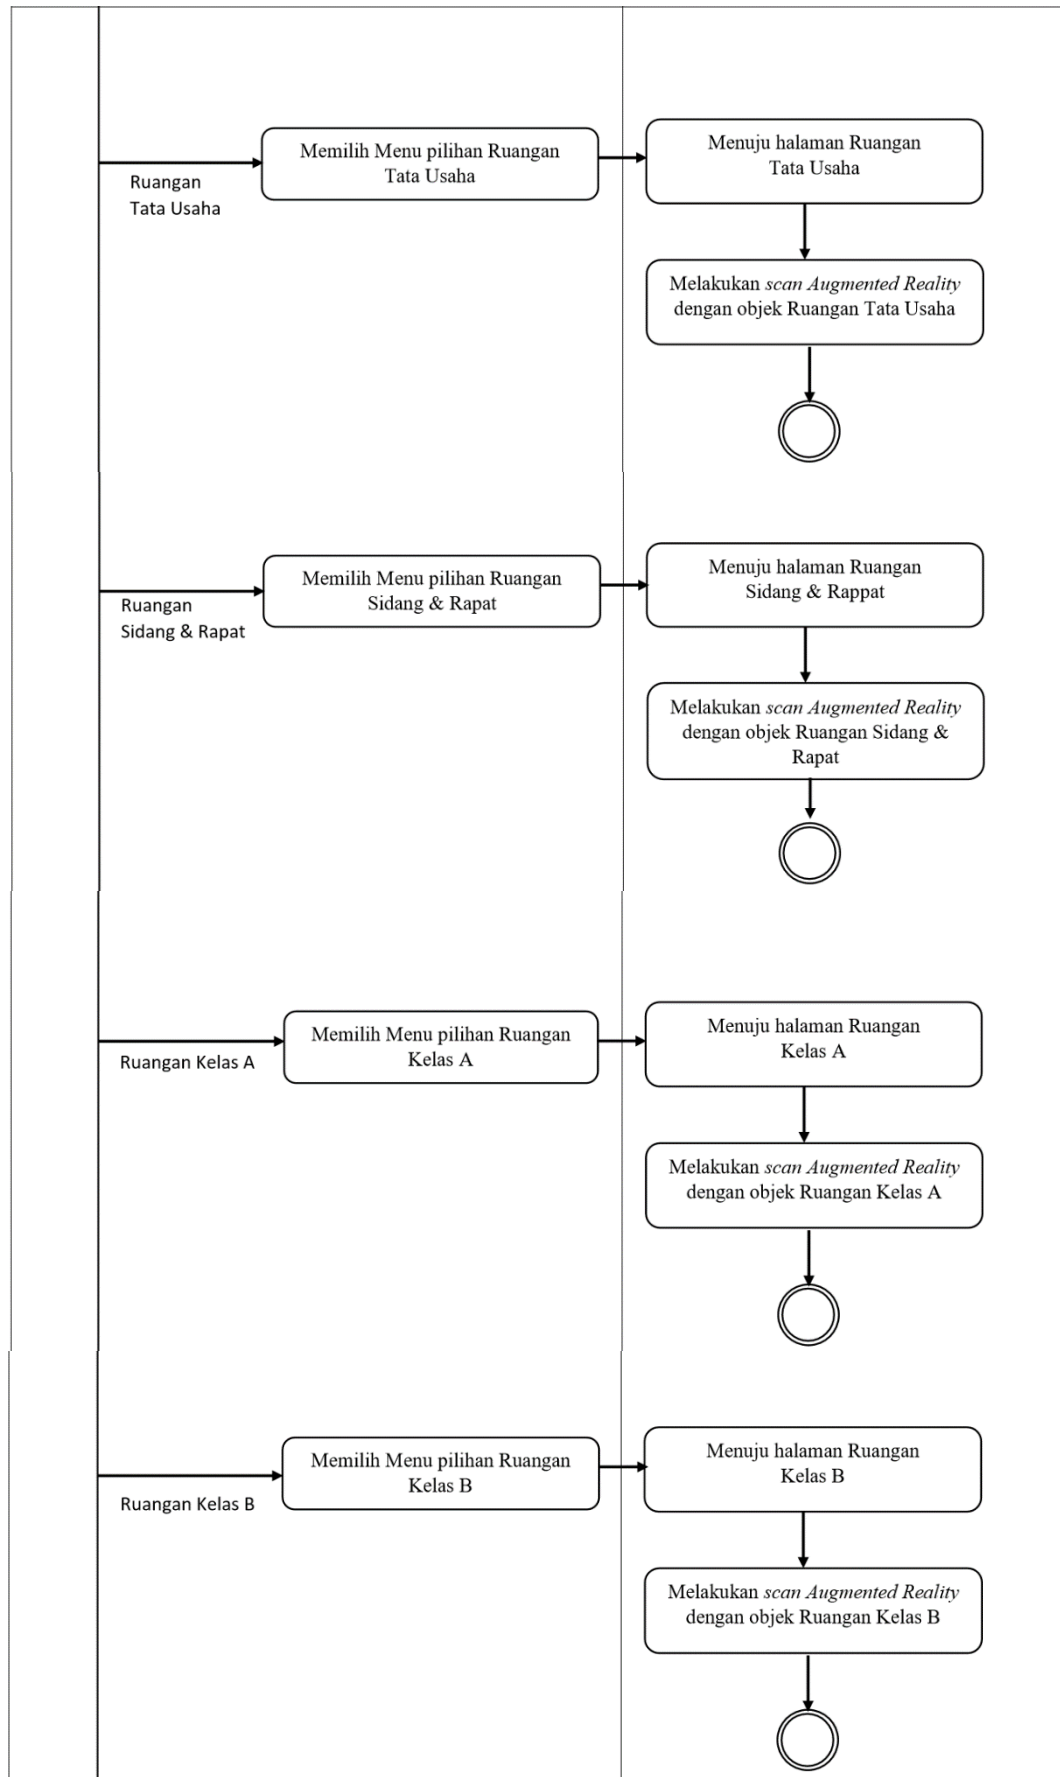 Ruangan
Tata Usaha
Memilih Menu pilihan Ruangan
Tata Usaha
Menuju halaman Ruangan
Tata Usaha
Melakukan scan Augmented Reality
dengan objek Ruangan Tata Usaha
Ruangan
Sidang & Rapat
Memilih Menu pilihan Ruangan
Sidang & Rapat
Menuju halaman Ruangan
Sidang & Rappat
Melakukan scan Augmented Reality
dengan objek Ruangan Sidang &
Rapat
Ruangan Kelas A
Memilih Menu pilihan Ruangan
Kelas A
Menuju halaman Ruangan
Kelas A
Melakukan scan Augmented Reality
dengan objek Ruangan Kelas A
Ruangan Kelas B
Memilih Menu pilihan Ruangan
Kelas B
Menuju halaman Ruangan
Kelas B
Melakukan scan Augmented Reality
dengan objek Ruangan Kelas B